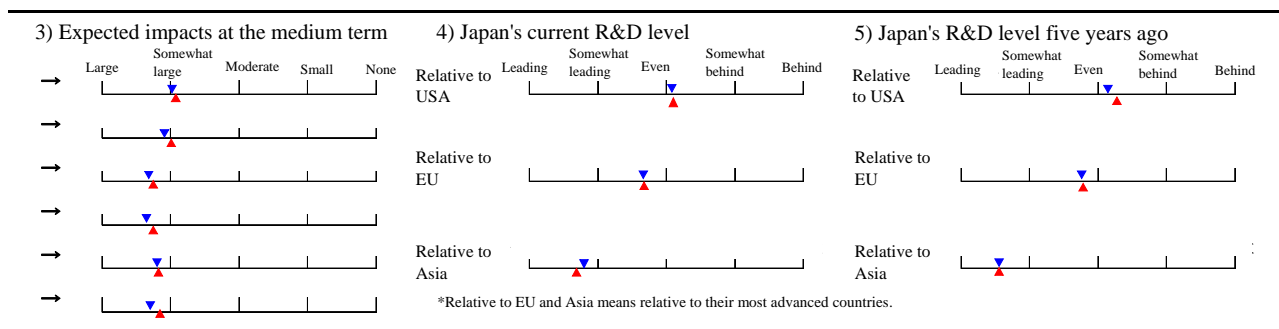 3) Expected impacts at the medium term
Large
Somewhat
large
Moderate
Small
None
→
→
→
→
→
→
4) Japan's current R&D level
Leading
Somewhat
leading
Even
Somewhat
behind
Behind
Relative to
USA
Relative to
EU
Relative to
Asia
*Relative to EU and Asia means relative to their most advanced countries.
5) Japan's R&D level five years ago
Leading
Somewhat
leading
Even
Somewhat
behind
Behind
Relative
to USA
Relative to
EU
Relative to
Asia